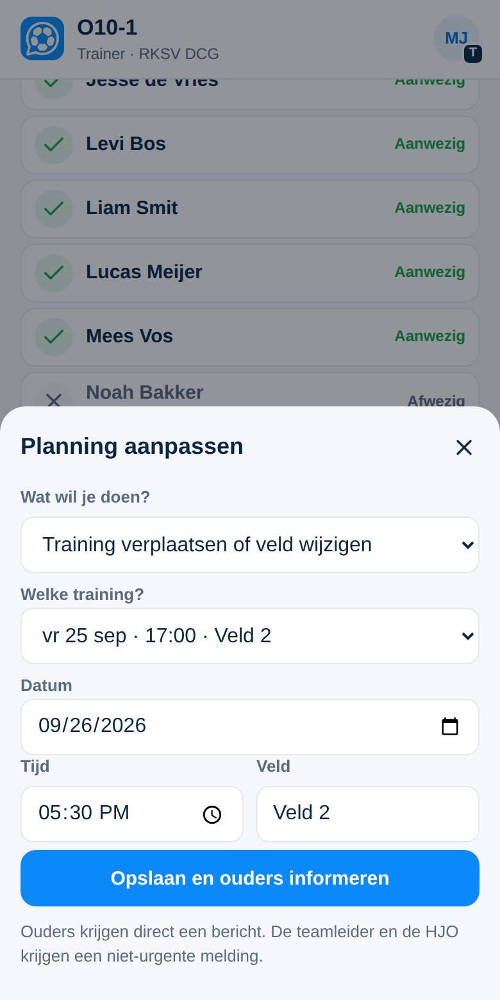 O10-1
Trainer · RKSV DCG
MJ
T
Jesse de Vries
Aanwezig
Levi Bos
Aanwezig
Liam Smit
Aanwezig
Lucas Meijer
Aanwezig
Mees Vos
Aanwezig
Noah Bakker
Afwezig
Planning aanpassen
Wat wil je doen?
Training verplaatsen of veld wijzigen
Welke training?
vr 25 sep · 17:00 · Veld 2
Datum
09/26/2026
Tijd
Veld
05:30 PM
Veld 2
Opslaan en ouders informeren
Ouders krijgen direct een bericht. De teamleider en de HJO
krijgen een niet-urgente melding.